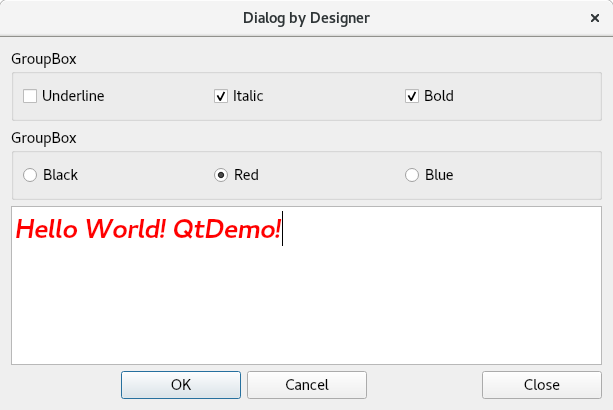 Dialog by Designer
GroupBox
Underline Italic Bold
GroupBox
Black Red Blue
Hello World! QtDemo!
OK Cancel Close